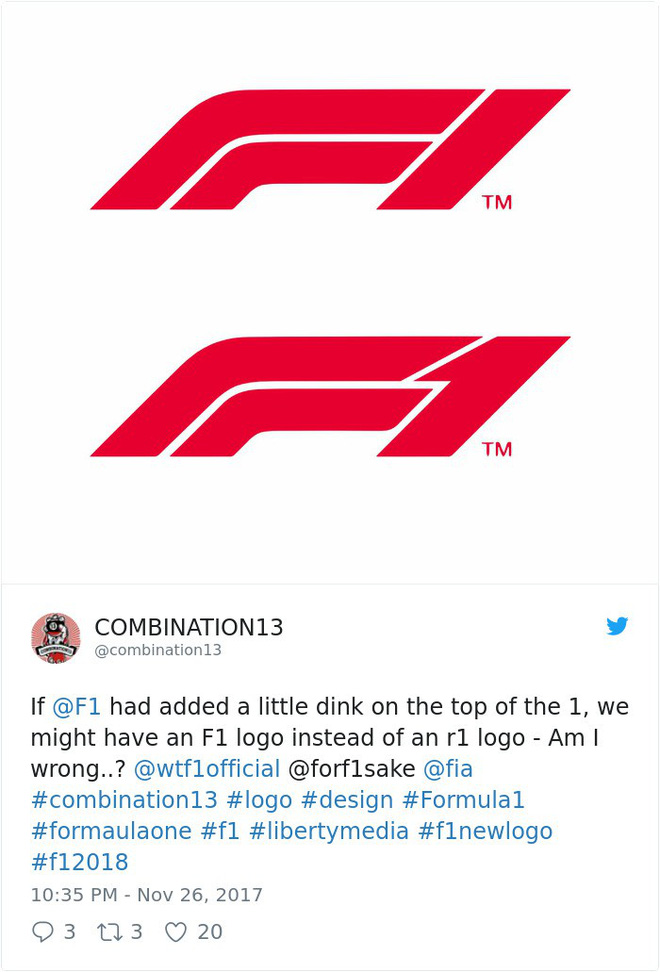 F1
TM
F1
TM
COMBINATION13
@combination13
If @F1 had added a little dink on the top of the 1, we
might have an F1 logo instead of an r1 logo - Am I
wrong..? @wtf1official @forf1sake @fia
#combination13 #logo #design #Formula1
#formaulaone #f1 #libertymedia #f1newlogo
#f12018
10:35 PM - Nov 26, 2017
3 3 20